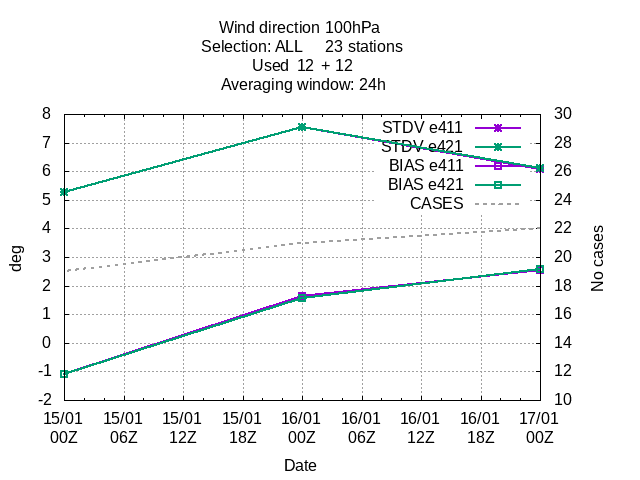 Wind direction 100hPa
Selection: ALL 23 stations
Used 12 + 12
Averaging window: 24h
8
7
6
5
4
3
2
1
0
-1
-2
deg
30
28
26
24
22
20
18
16
14
12
10
No cases
STDV e411
STDV e421
BIAS e411
BIAS e421
CASES
15/01 15/01 15/01 15/01 16/01 16/01 16/01 16/01 17/01
00Z 06Z 12Z 18Z 00Z 06Z 12Z 18Z 00Z
Date